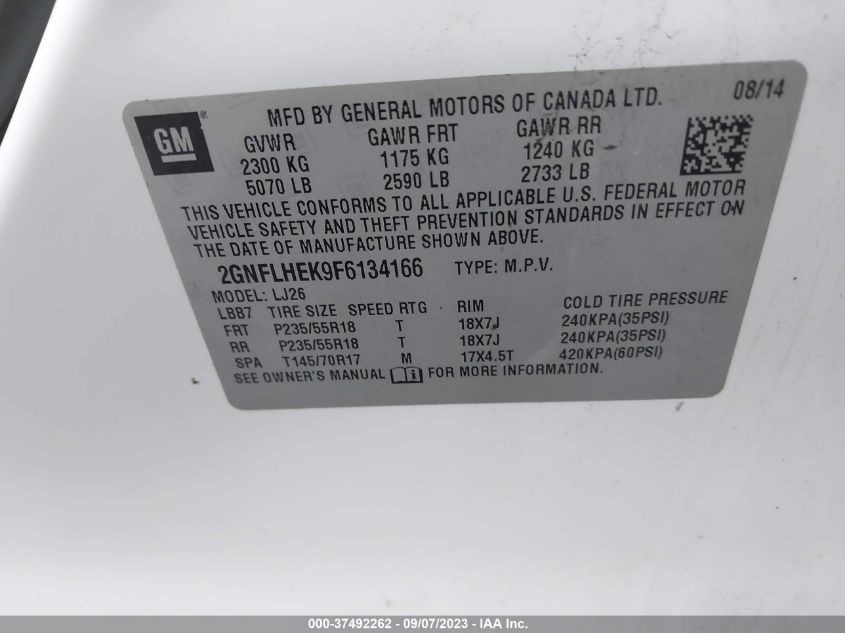 GM ®
MFD BY GENERAL MOTORS OF CANADA LTD. 08/14
GVWR GAWR FRT GAWR RR
2300 KG 1175 KG 1240 KG
5070 LB 2590 LB 2733 LB
THIS VEHICLE CONFORMS TO ALL APPLICABLE U.S. FEDERAL MOTOR
VEHICLE SAFETY AND THEFT PREVENTION STANDARDS IN EFFECT ON
THE DATE OF MANUFACTURE SHOWN ABOVE.
2GNFLHEK9F6134166 TYPE: M.P.V.
MODEL: LJ26
LBB7 TIRE SIZE SPEED RTG RIM COLD TIRE PRESSURE
FRT P235/55R18 T 18X7J 240KPA(35PSI)
RR P235/55R18 T 18X7J 240KPA(35PSI)
SPA T145/70R17 M 17X4.5T 420KPA(60PSI)
SEE OWNER'S MANUAL FOR MORE INFORMATION.
000-37492262 - 09/07/2023 - IAA Inc.